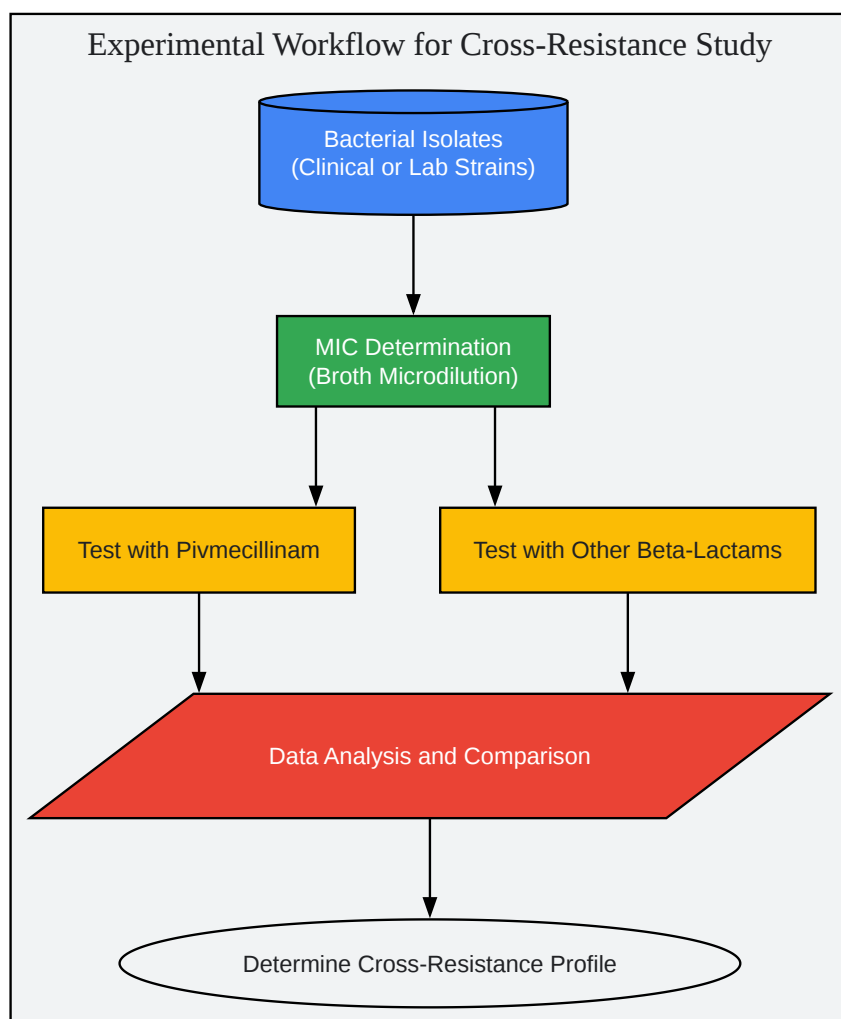 Experimental Workflow for Cross-Resistance Study
Bacterial Isolates
(Clinical or Lab Strains)
MIC Determination
(Broth Microdilution)
Test with Pivmecillinam
Test with Other Beta-Lactams
Data Analysis and Comparison
Determine Cross-Resistance Profile